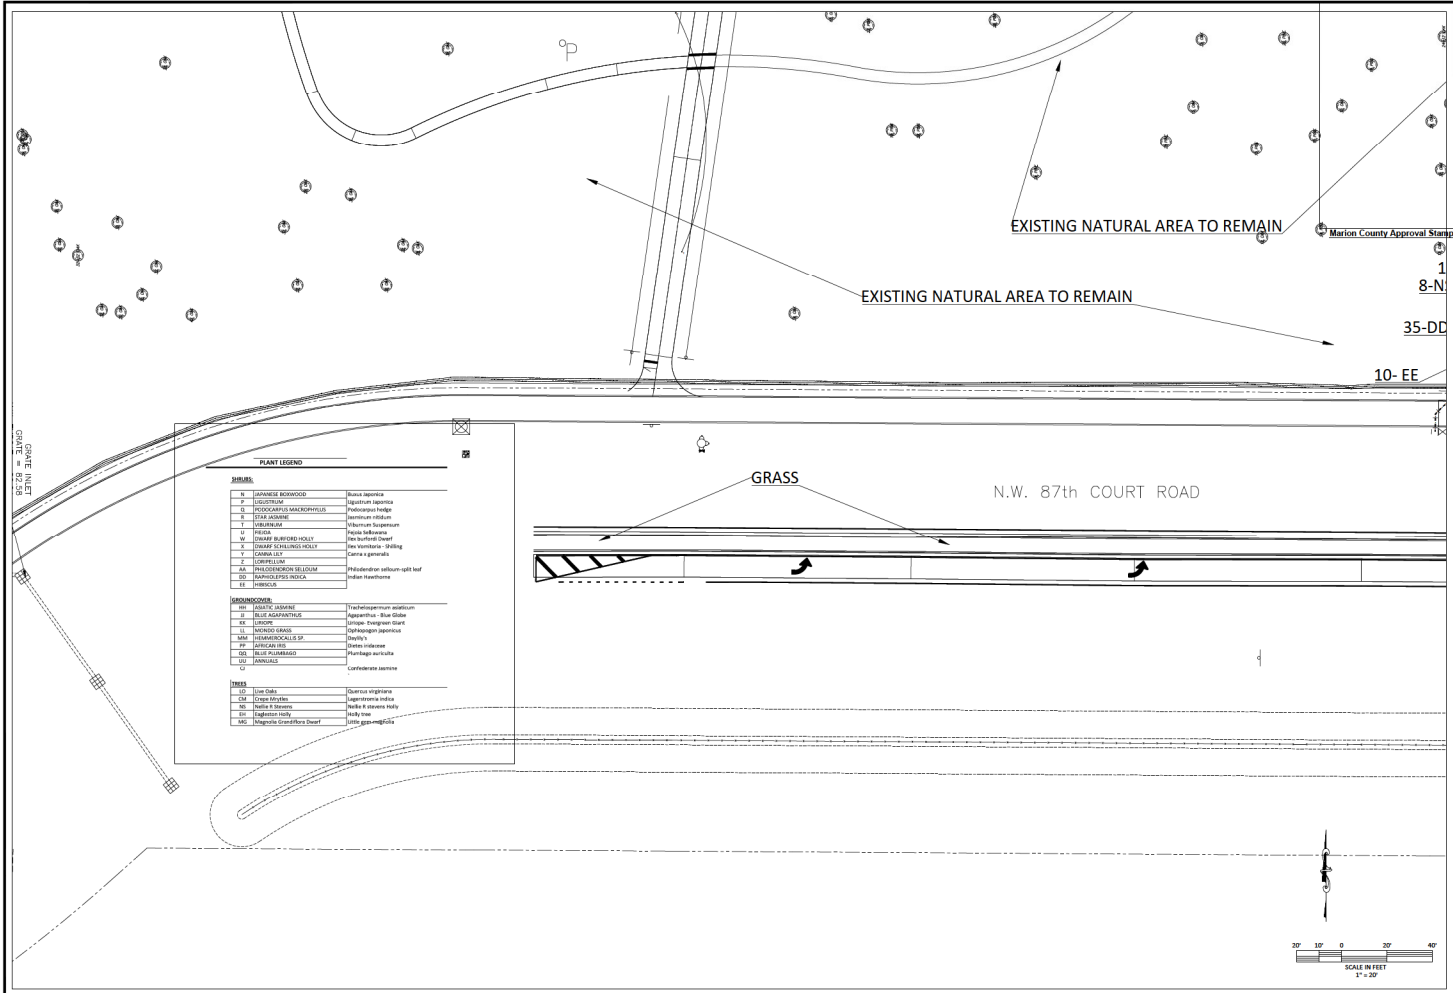 P
EXISTING NATURAL AREA TO REMAIN
Marion County Approval Stamp
EXISTING NATURAL AREA TO REMAIN
8-N
35-DD
10- EE
GRATE INLET
GRATE = 82.58
GRASS
N.W. 87th COURT ROAD
PLANT LEGEND
SHRUBS:
N JAPANESE BOXWOOD Buxus Japonica
P LIGUSTRUM Ligustrum Japonica
Q PODOCARPUS MACROPHYLUS Podocarpus hedge
R STAR JASMINE Jasminum nitidum
T VIBURNUM Viburnum Suspensum
U FEJOA Fejoia Sellowana
W DWARF BURFORD HOLLY Ilex burfordi Dwarf
X DWARF SCHILLINGS HOLLY Ilex Vomitoria - Shilling
Y CANNA LILY Canna x generalis
Z LORIPELLUM
AA PHILODENDRON SELLOUM Philodendron selloum-split leaf
DD RAPHIOLEPSIS INDICA Indian Hawthorne
EE HIBISCUS
GROUNDCOVER:
HH ASIATIC JASMINE Trachelospermum asiaticum
JJ BLUE AGAPANTHUS Agapanthus - Blue Globe
KK LIRIOPE Liriope- Evergreen Giant
LL MONDO GRASS Ophiopogon japonicus
MM HEMMEROCALLIS SP. Daylily's
PP AFRICAN IRIS Dietes iridaceae
QQ BLUE PLUMBAGO Plumbago auriculta
UU ANNUALS
CJ Confederate Jasmine
TREES
LO Live Oaks Quercus virginiana
CM Crepe Mrytles Lagerstromia indica
NS Nellie R Stevens Nellie R stevens Holly
EH Eagleston Holly Holly tree
MG Magnolia Grandiflora Dwarf Little gem magnolia
20' 10' 0 20' 40'
SCALE IN FEET
1" = 20'